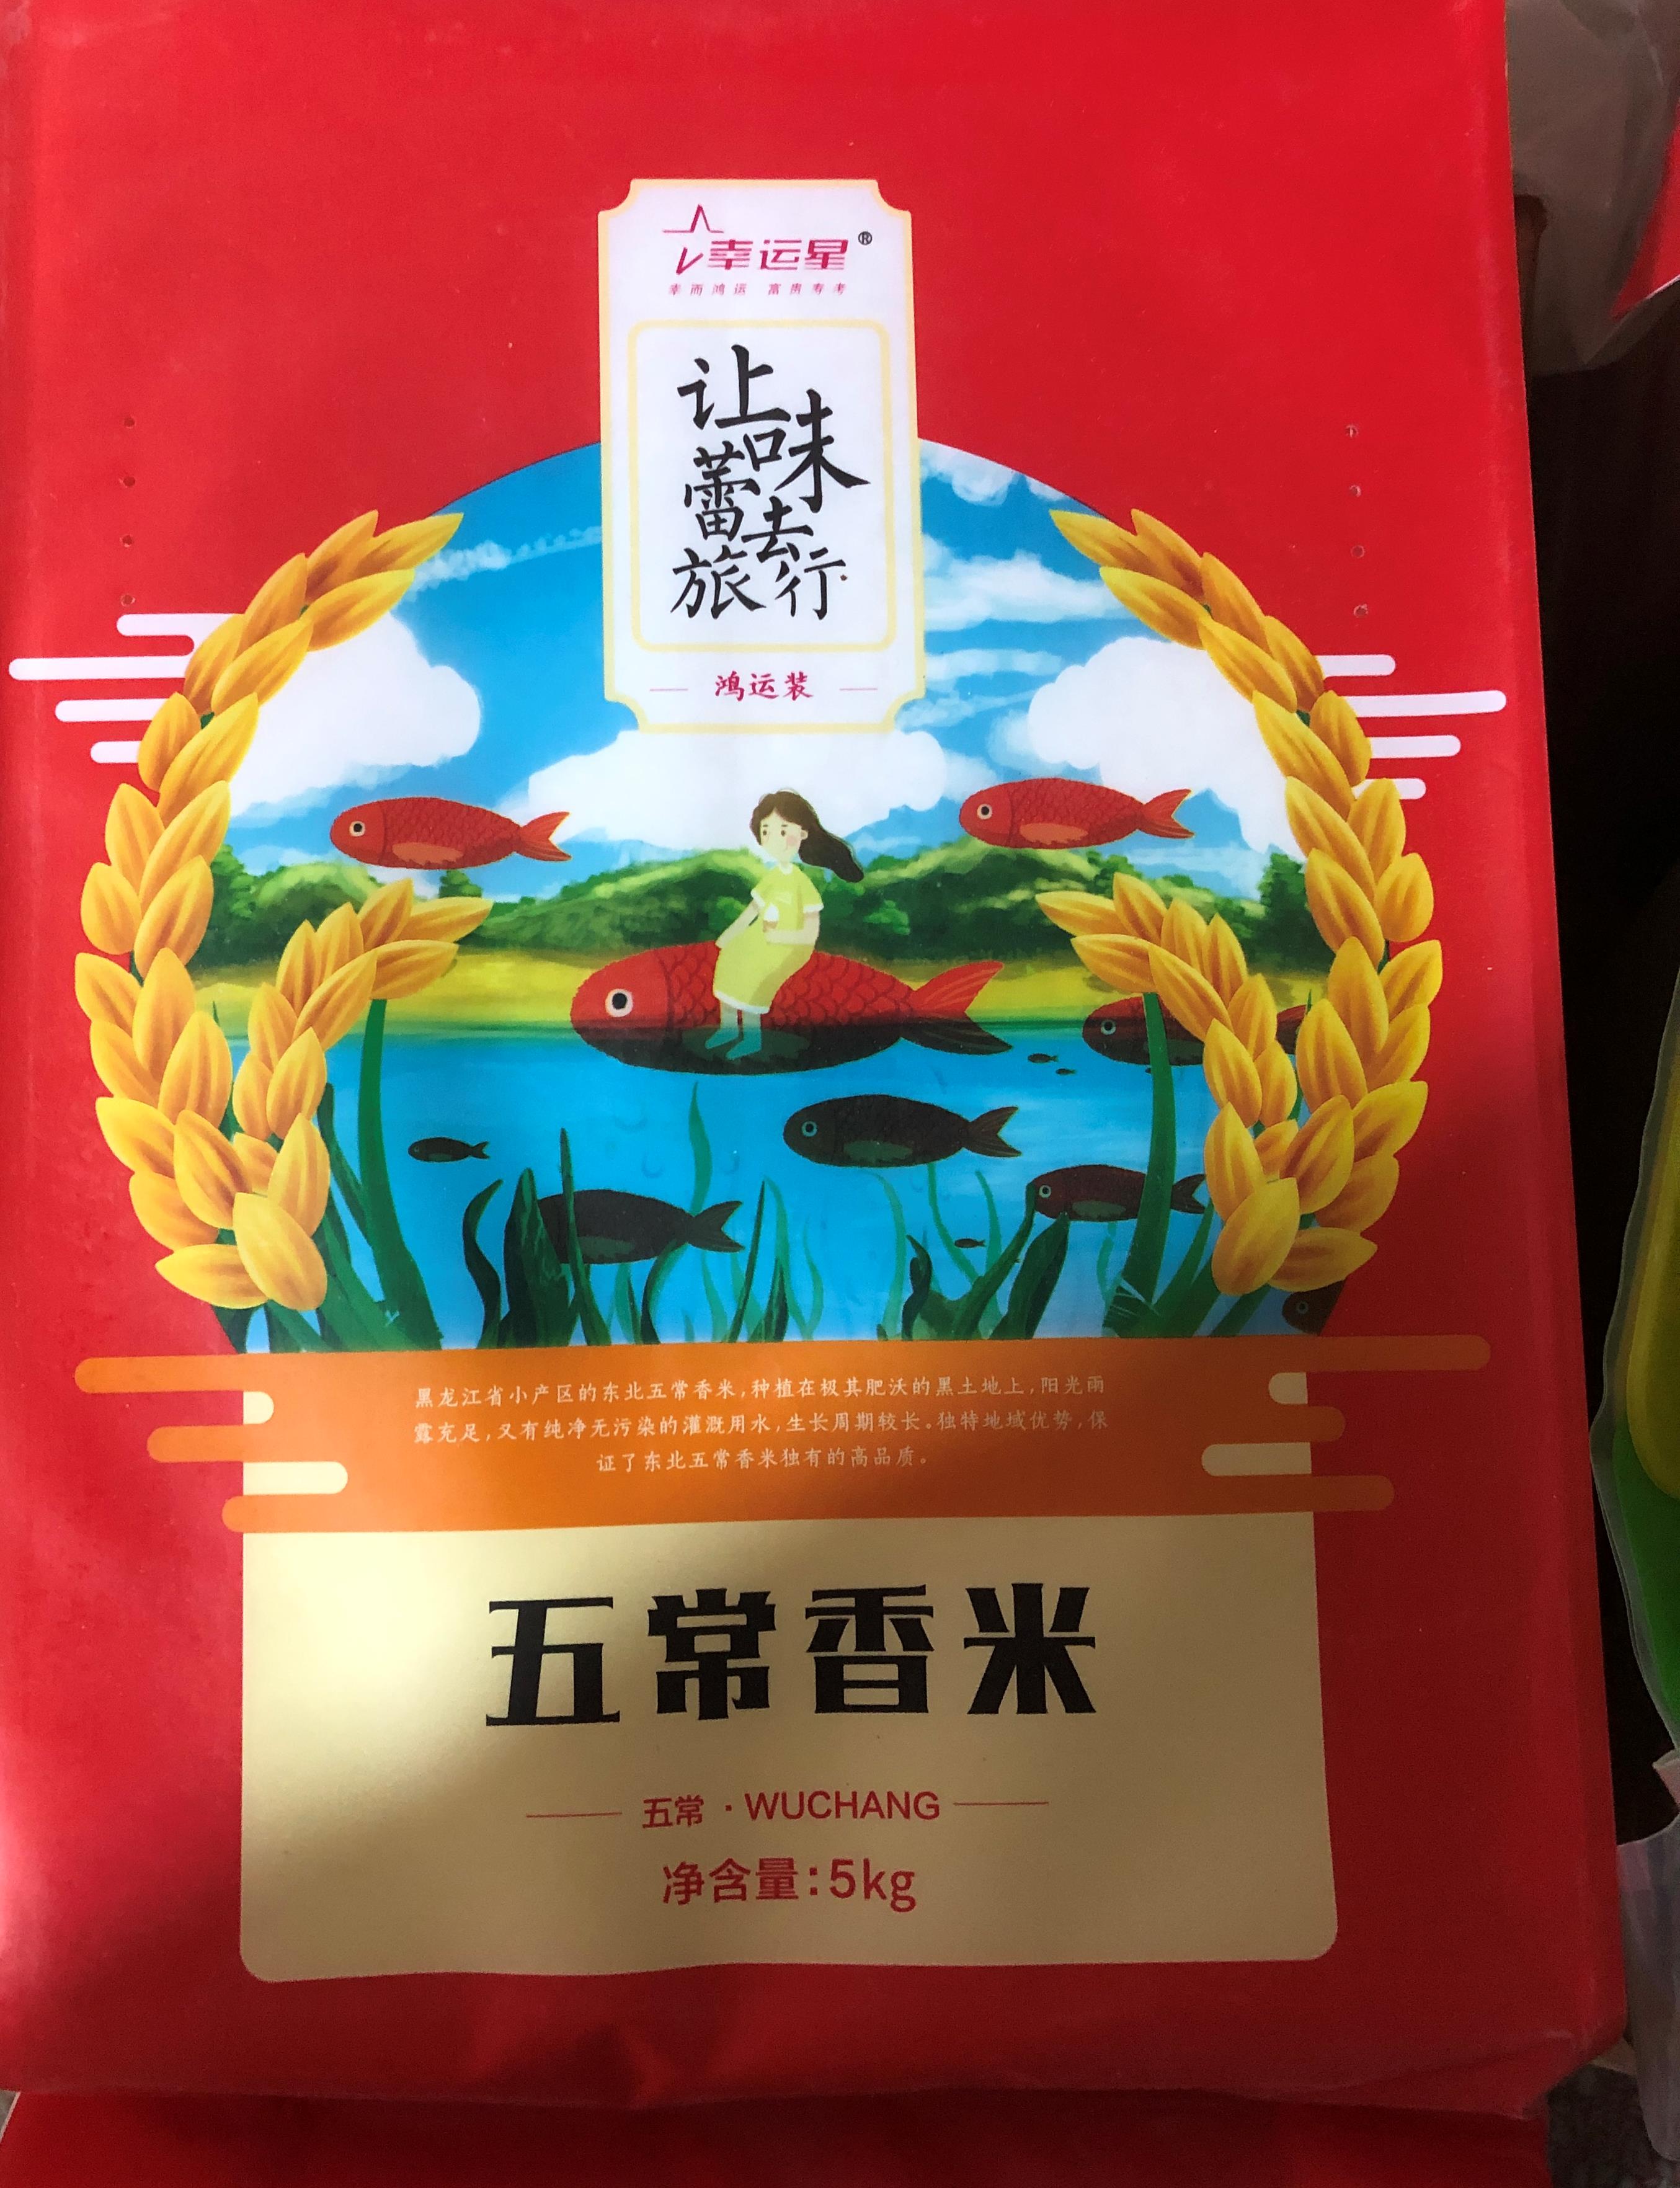 幸运星®
幸而鸿运 富贵寿考
让味
蕾去
旅行
鸿运装
黑龙江省小产区的东北五常香米,种植在极其肥沃的黑土地上,阳光雨
露充足,又有纯净无污染的灌溉用水,生长周期较长。独特地域优势,保
证了东北五常香米独有的高品质。
五常香米
五常·WUCHANG
净含量:5kg